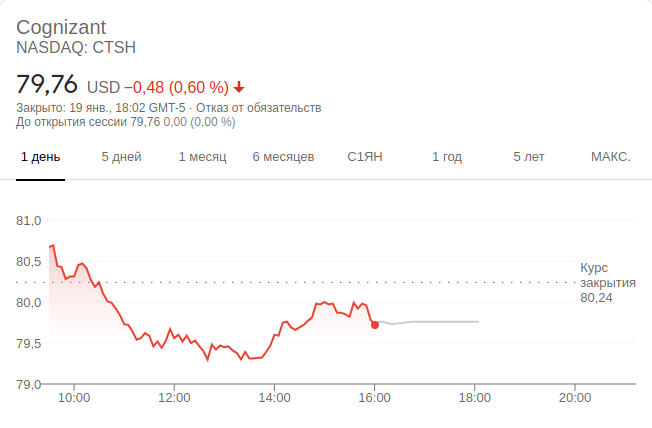 Cognizant
NASDAQ: CTSH
79,76 USD −0,48 (0,60 %)
Закрыто: 19 янв., 18:02 GMT-5 · Отказ от обязательств
До открытия сессии 79,76 0,00 (0,00 %)
1 день 5 дней 1 месяц 6 месяцев С1ЯН 1 год 5 лет МАКС.
81,0
80,5
Курс
закрытия
80,24
80,0
79,5
79,0
10:00 12:00 14:00 16:00 18:00 20:00